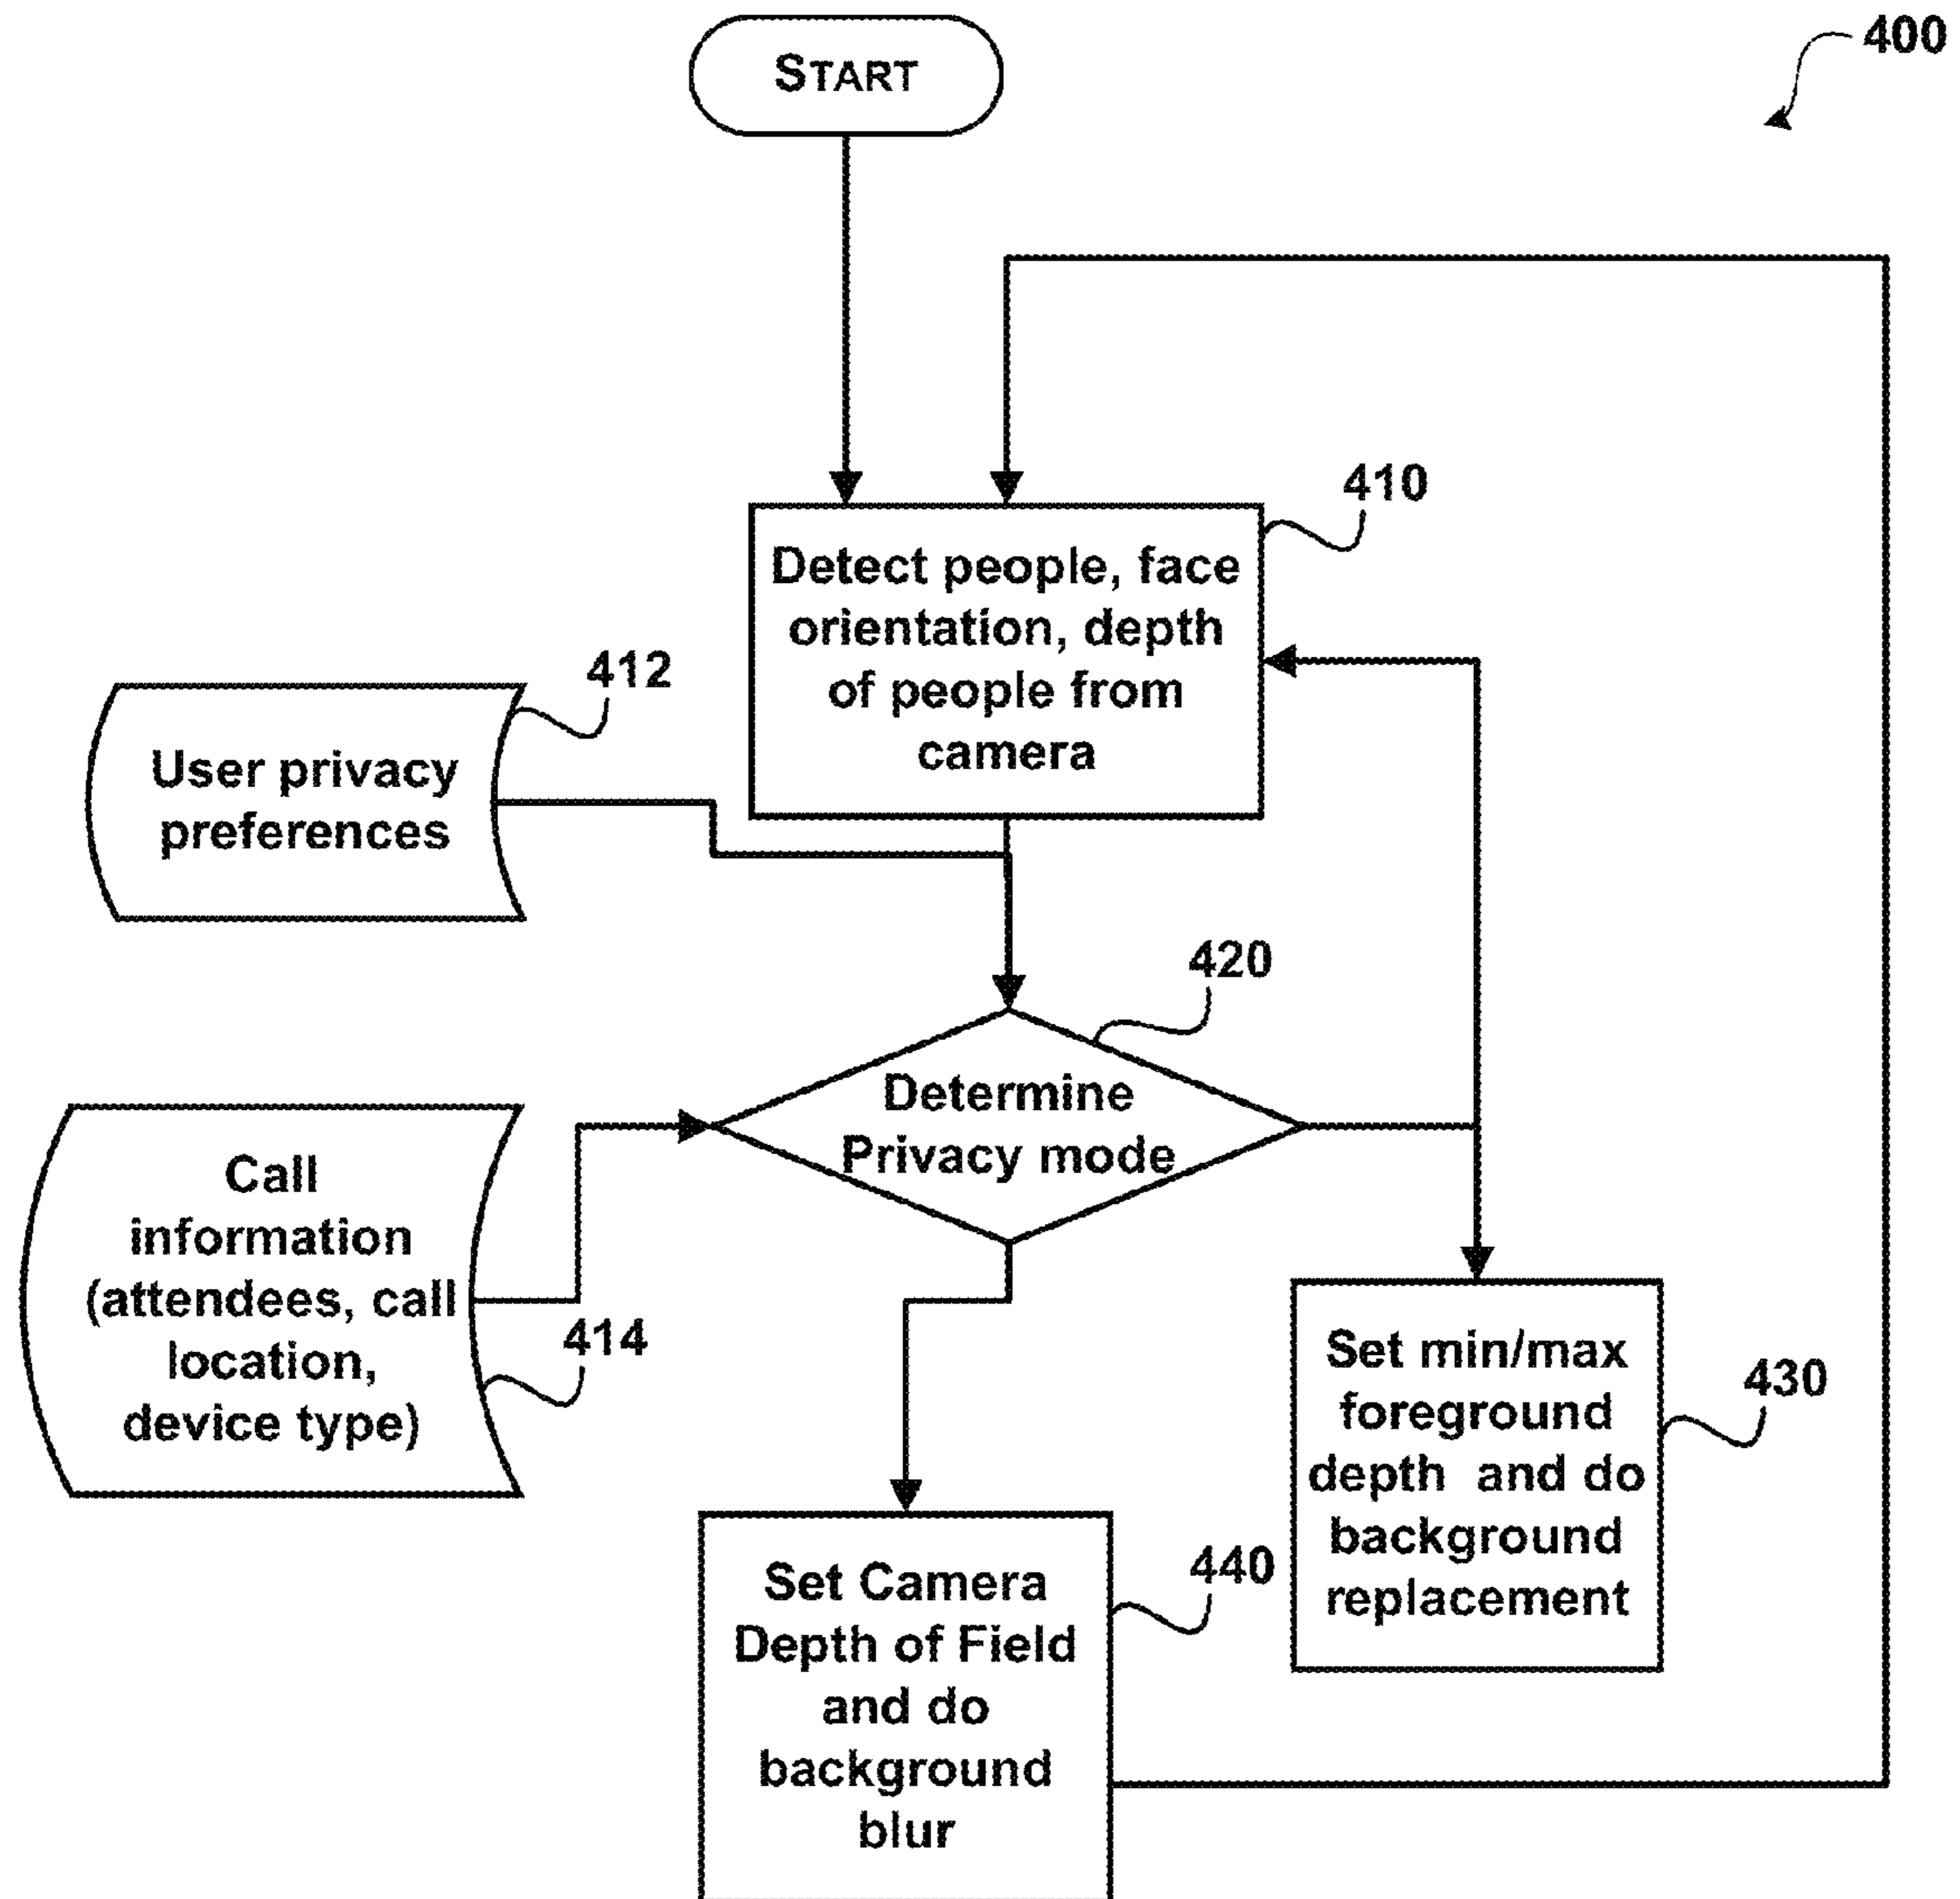 START
400
410
Detect people, face
orientation, depth
of people from
camera
412
User privacy
preferences
420
Determine
Privacy mode
Call
information
(attendees, call
location,
device type)
414
Set min/max
foreground
depth and do
background
replacement
430
Set Camera
Depth of Field
and do
background
blur
440